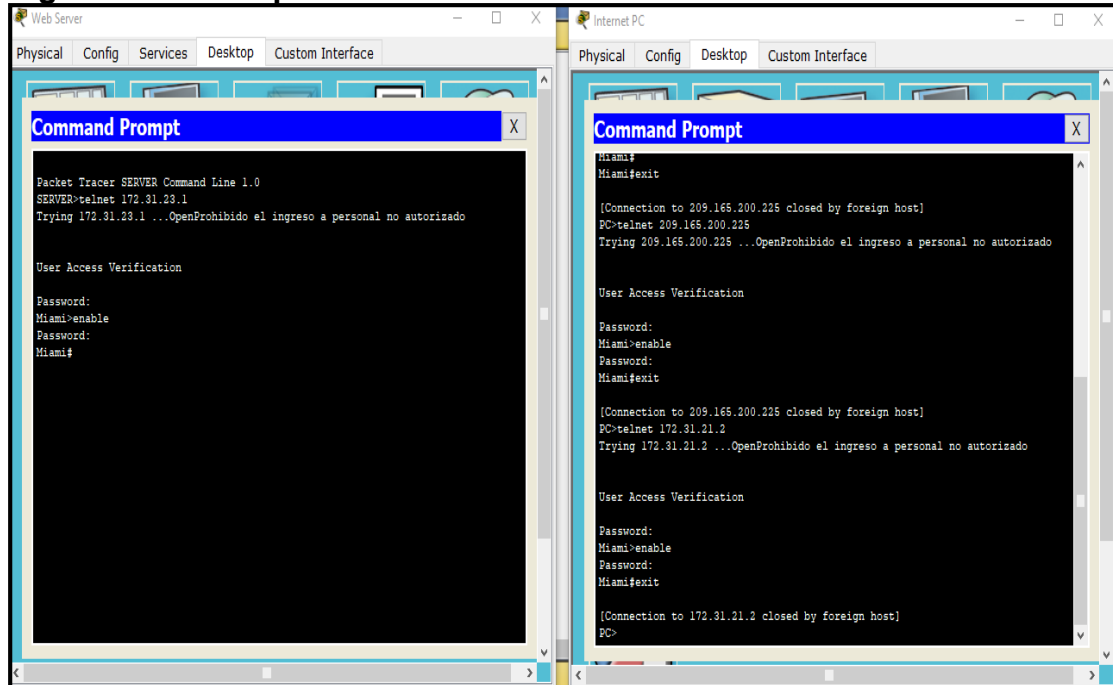 Web Server
Physical Config Services Desktop Custom Interface
Command Prompt
X
Packet Tracer SERVER Command Line 1.0
SERVER>telnet 172.31.23.1
Trying 172.31.23.1 ...OpenProhibido el ingreso a personal no autorizado
User Access Verification
Password:
Miami>enable
Password:
Miami#
Internet PC
Physical Config Desktop Custom Interface
Command Prompt
X
Miami#
Miami#exit
[Connection to 209.165.200.225 closed by foreign host]
PC>telnet 209.165.200.225
Trying 209.165.200.225 ...OpenProhibido el ingreso a personal no autorizado
User Access Verification
Password:
Miami>enable
Password:
Miami#exit
[Connection to 209.165.200.225 closed by foreign host]
PC>telnet 172.31.21.2
Trying 172.31.21.2 ...OpenProhibido el ingreso a personal no autorizado
User Access Verification
Password:
Miami>enable
Password:
Miami#exit
[Connection to 172.31.21.2 closed by foreign host]
PC>